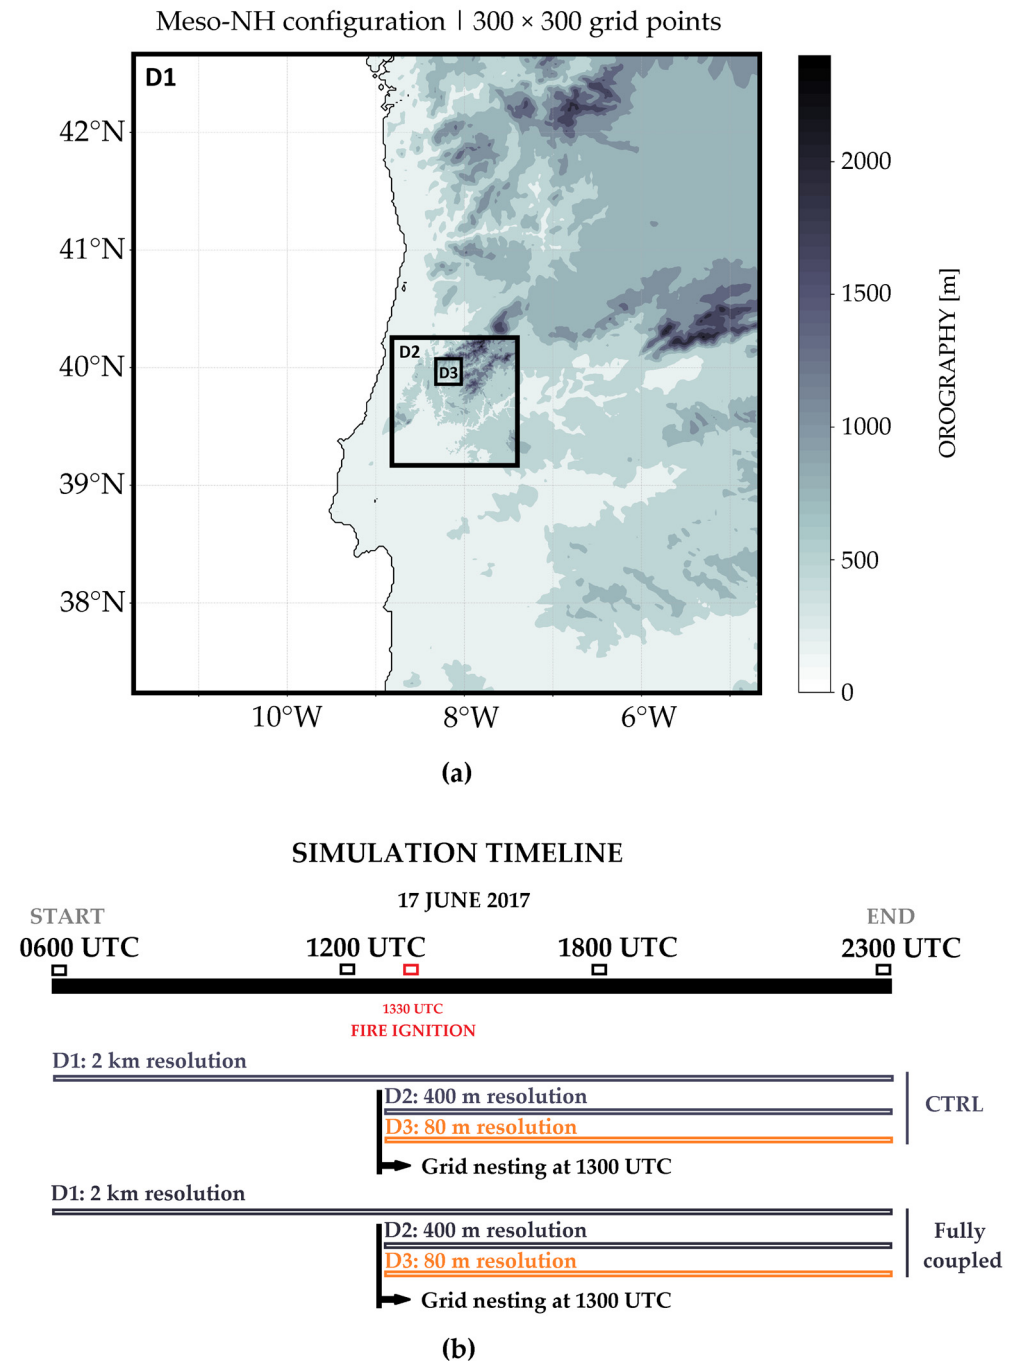 Meso-NH configuration | 300 × 300 grid points
D1
42°N
41°N
40°N
39°N
38°N
D2
D3
10°W
8°W
6°W
2000
1500
1000
500
0
OROGRAPHY [m]
(a)
SIMULATION TIMELINE
17 JUNE 2017
START
END
0600 UTC
1200 UTC
1800 UTC
2300 UTC
1330 UTC
FIRE IGNITION
D1: 2 km resolution
D2: 400 m resolution
CTRL
D3: 80 m resolution
Grid nesting at 1300 UTC
D1: 2 km resolution
D2: 400 m resolution
Fully
coupled
D3: 80 m resolution
Grid nesting at 1300 UTC
(b)